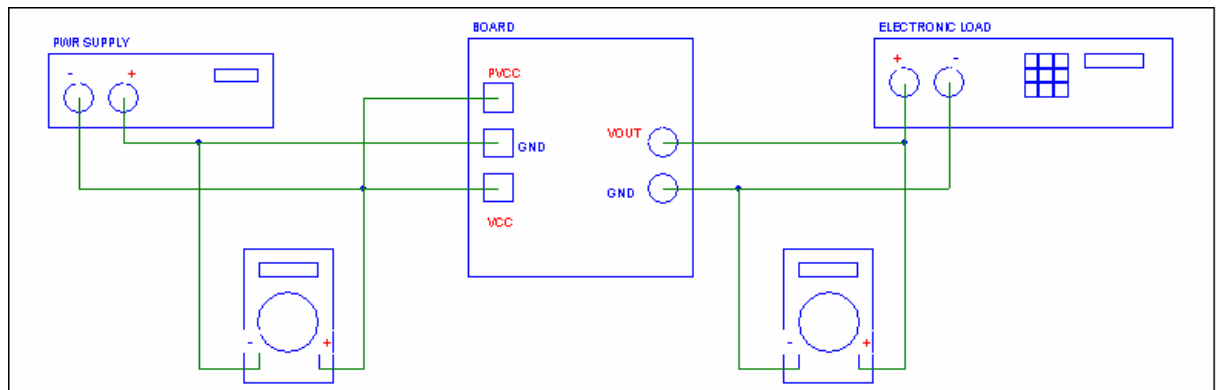 PWR SUPPLY
BOARD
ELECTRONIC LOAD
- +
PVCC
+ -
VOUT
GND
GND
VCC
- +
- +